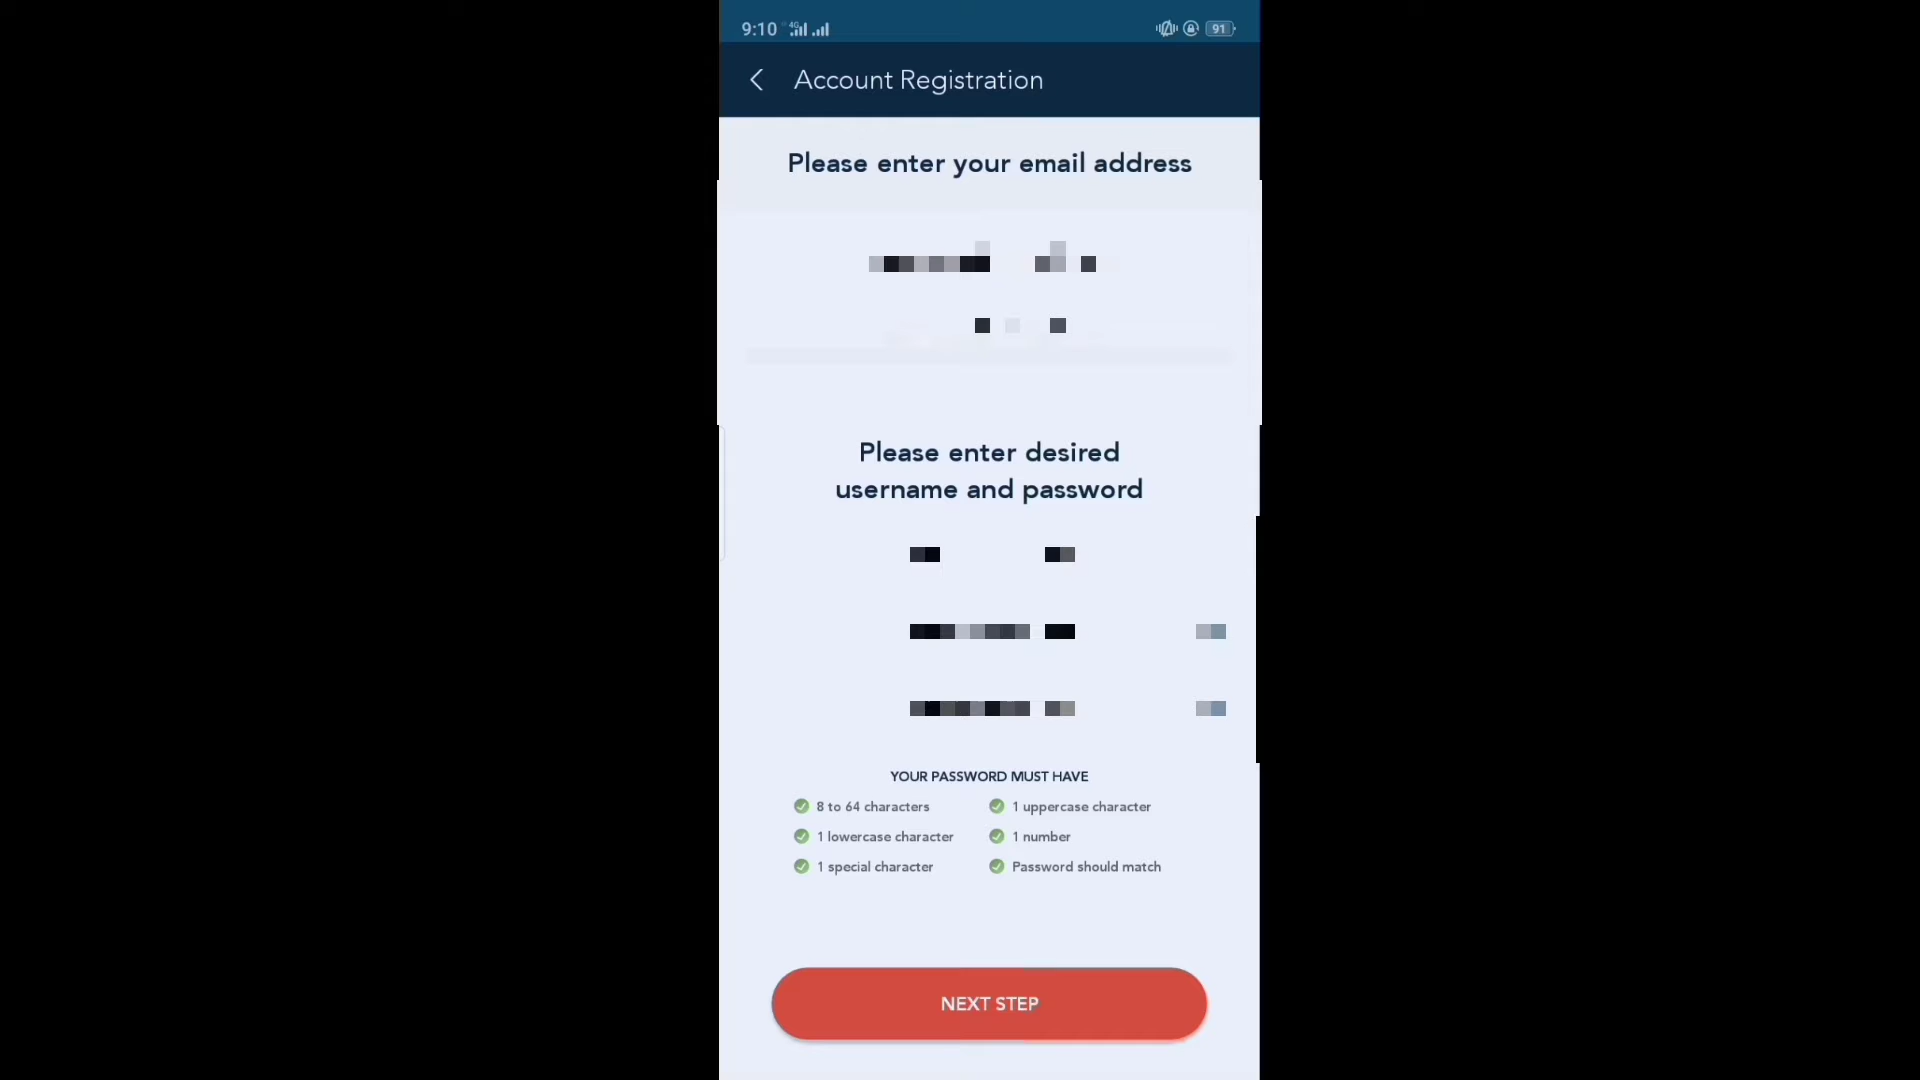 9:10 4G 91
Account Registration
Please enter your email address
Please enter desired
username and password
YOUR PASSWORD MUST HAVE
8 to 64 characters
1 uppercase character
1 lowercase character
1 number
1 special character
Password should match
NEXT STEP